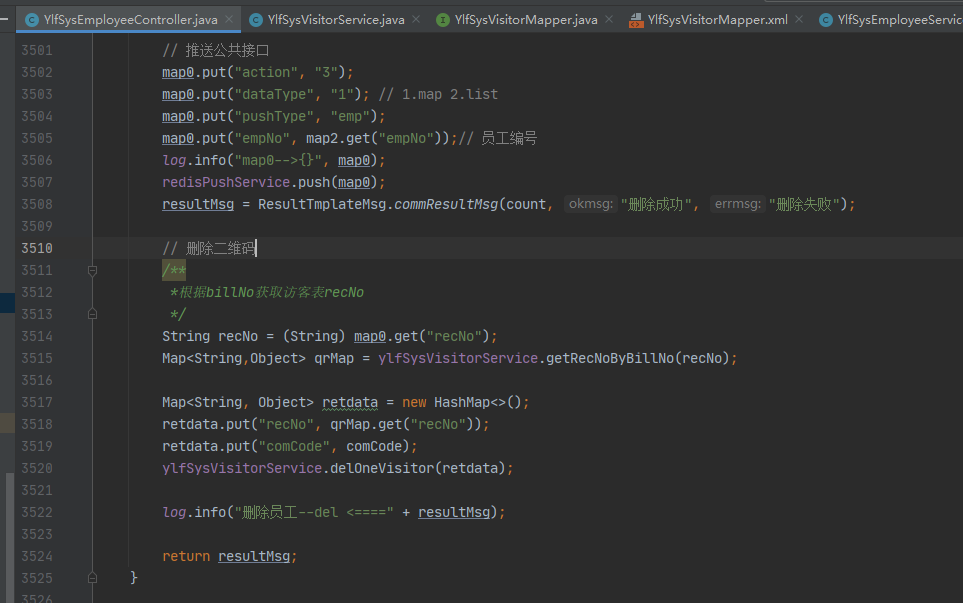 YlfSysEmployeeController.java × YlfSysVisitorService.java × YlfSysVisitorMapper.java × YlfSysVisitorMapper.xml × YlfSysEmployeeServic
3501 // 推送公共接口
3502 map0.put("action", "3");
3503 map0.put("dataType", "1"); // 1.map 2.list
3504 map0.put("pushType", "emp");
3505 map0.put("empNo", map2.get("empNo"));// 员工编号
3506 log.info("map0-->{}", map0);
3507 redisPushService.push(map0);
3508 resultMsg = ResultTmplateMsg.commResultMsg(count, okmsg: "删除成功", errmsg: "删除失败");
3509
3510 // 删除二维码
3511 /**
3512 *根据billNo获取访客表recNo
3513 */
3514 String recNo = (String) map0.get("recNo");
3515 Map<String,Object> qrMap = ylfSysVisitorService.getRecNoByBillNo(recNo);
3516
3517 Map<String, Object> retdata = new HashMap<>();
3518 retdata.put("recNo", qrMap.get("recNo"));
3519 retdata.put("comCode", comCode);
3520 ylfSysVisitorService.delOneVisitor(retdata);
3521
3522 log.info("删除员工--del <====" + resultMsg);
3523
3524 return resultMsg;
3525 }
3526